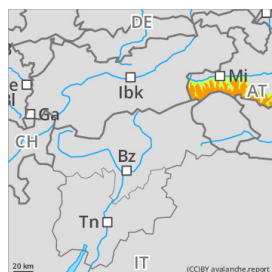 DE
Mi
Ibk
AT
Ga
CH
Bz
Tn
20 km
IT
(CC)BY avalanche.report